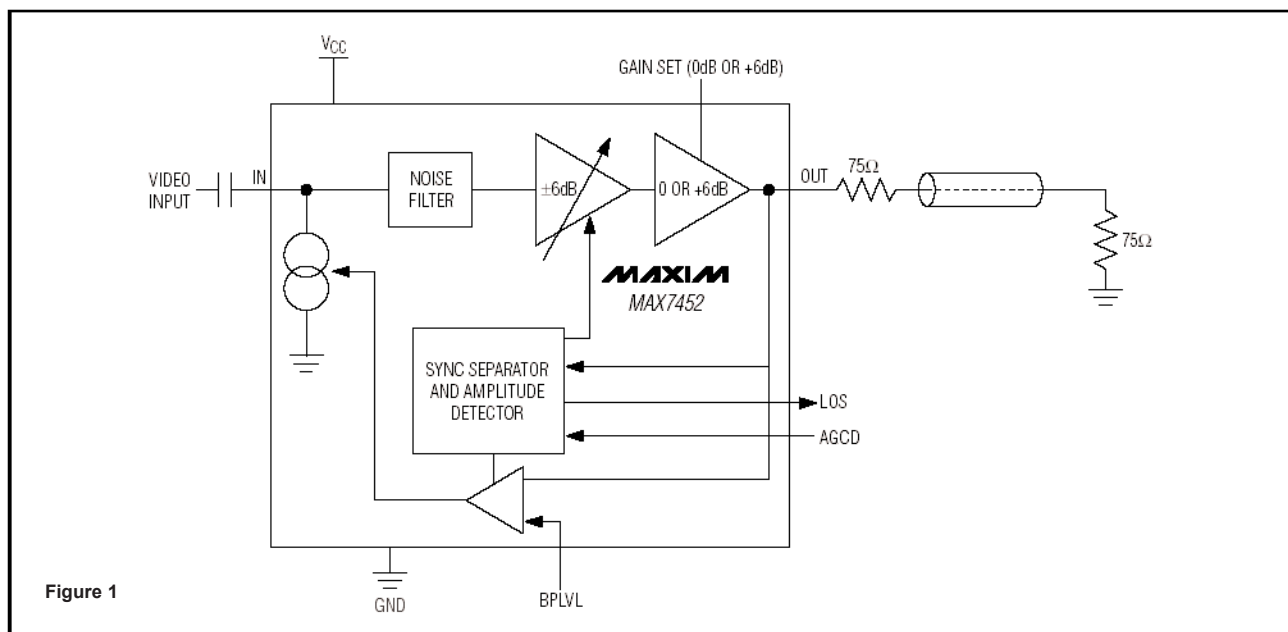 VCC
GAIN SET (0dB OR +6dB)
VIDEO
INPUT
IN
NOISE
FILTER
±6dB
0 OR +6dB
OUT
75Ω
75Ω
MAXIM
MAX7452
SYNC SEPARATOR
AND AMPLITUDE
DETECTOR
LOS
AGCD
GND
BPLVL
Figure 1